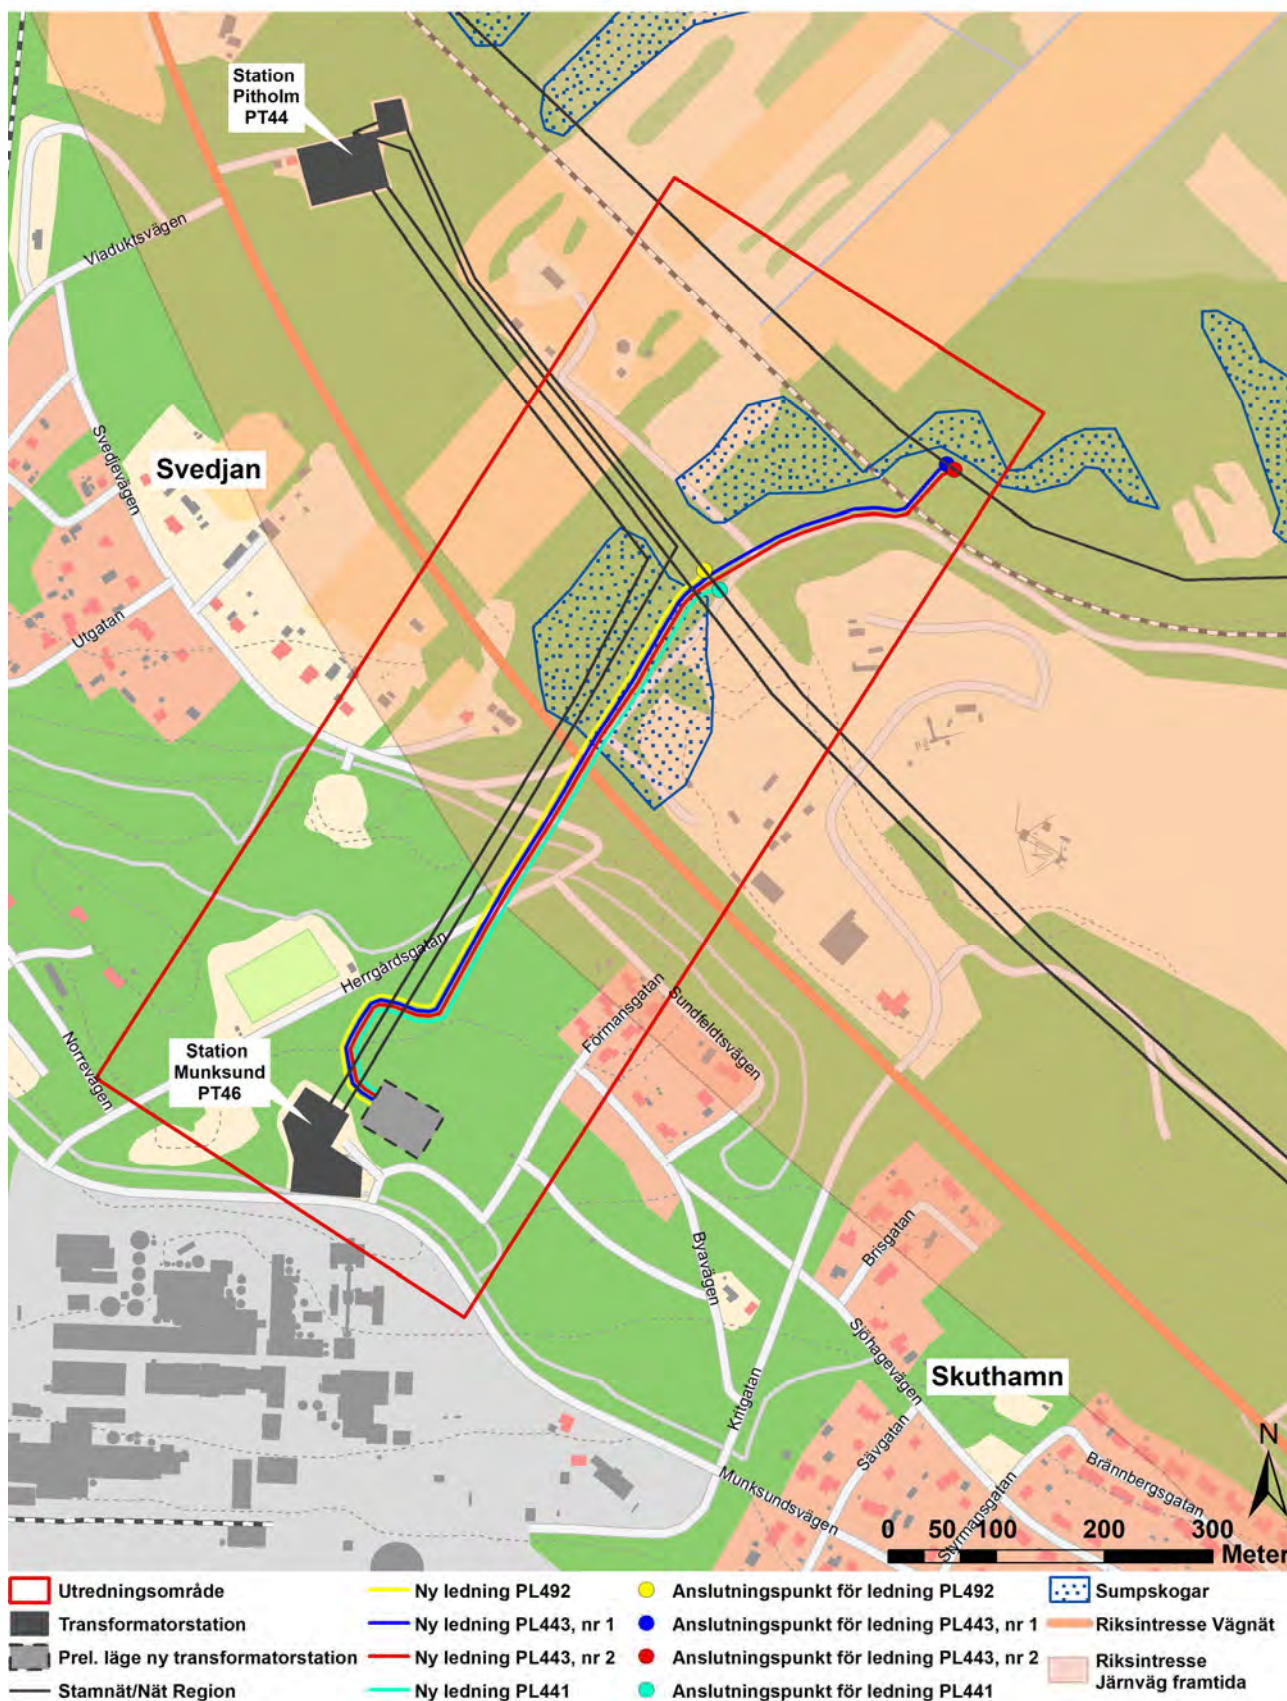 Station
Pitholm
PT44
Viaduktsvägen
Svedjevägen
Svedjan
Utgatan
Herrgårdsgatan
Norrevägen
Station
Munksund
PT46
Förmansgatan
Sundfeldtsvägen
Byavägen
Brisgatan
Sjöhagevägen
Kritgatan
Skuthamn
Sävgatan
Munksundsvägen
Styrmansgatan
Brännbergsgatan
N
0 50 100 200 300
Meter
Utredningsområde
Transformatorstation
Prel. läge ny transformatorstation
Stamnät/Nät Region
Ny ledning PL492
Ny ledning PL443, nr 1
Ny ledning PL443, nr 2
Ny ledning PL441
Anslutningspunkt för ledning PL492
Anslutningspunkt för ledning PL443, nr 1
Anslutningspunkt för ledning PL443, nr 2
Anslutningspunkt för ledning PL441
Sumpskogar
Riksintresse Vägnät
Riksintresse
Järnväg framtida